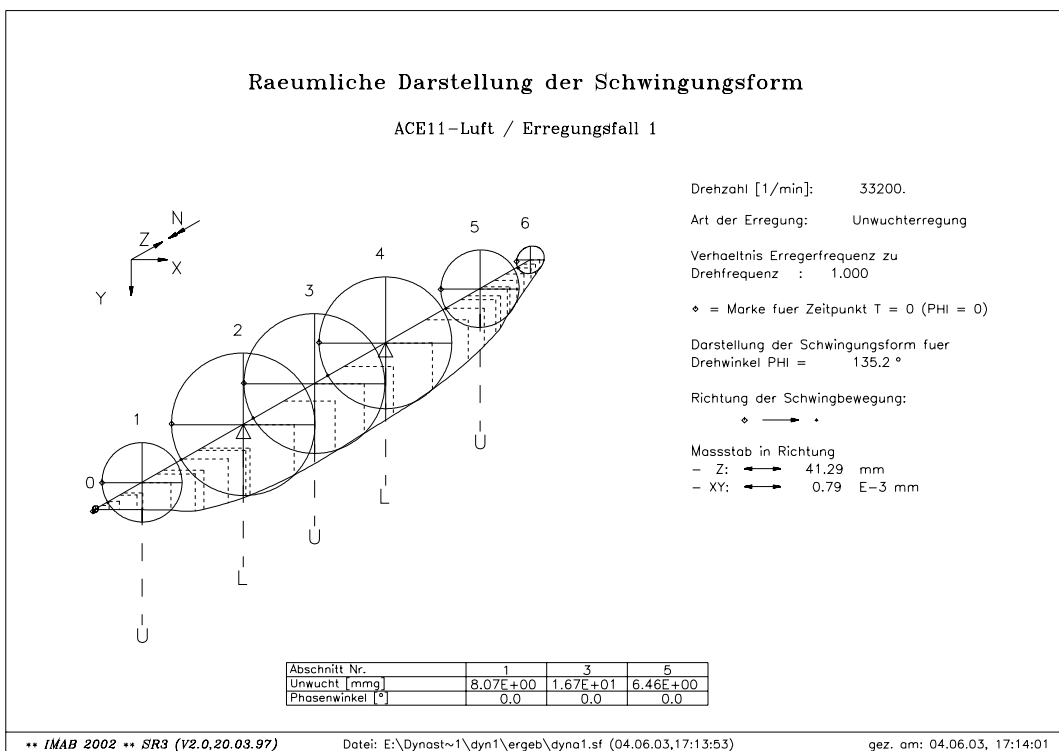 Raeumliche Darstellung der Schwingungsform
ACE11-Luft / Erregungsfall 1
Drehzahl [1/min]: 33200.
Art der Erregung: Unwuchterregung
Verhaeltnis Erregerfrequenz zu
Drehfrequenz : 1.000
◇ = Marke fuer Zeitpunkt T = 0 (PHI = 0)
Darstellung der Schwingungsform fuer
Drehwinkel PHI = 135.2 °
Richtung der Schwingbewegung:
Massstab in Richtung
- Z: 41.29 mm
- XY: 0.79 E-3 mm
N
Z
X
Y
0
1
2
3
4
5
6
U
L
U
L
U
Abschnitt Nr. 1 3 5
Unwucht [mmg] 8.07E+00 1.67E+01 6.46E+00
Phasenwinkel [°] 0.0 0.0 0.0
** IMAB 2002 ** SR3 (V2.0,20.03.97) Datei: E:\Dynast~1\dyn1\ergeb\dyna1.sf (04.06.03,17:13:53) gez. am: 04.06.03, 17:14:01